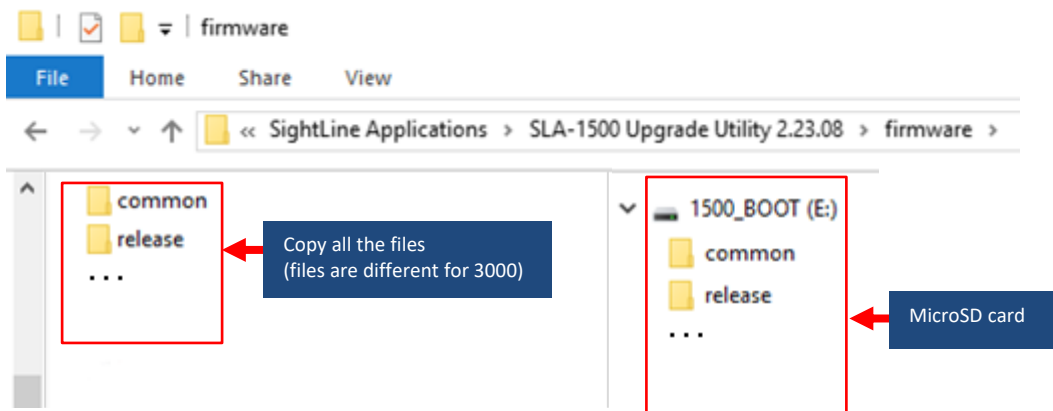 firmware
File Home Share View
« SightLine Applications > SLA-1500 Upgrade Utility 2.23.08 > firmware >
common
release
...
Copy all the files
(files are different for 3000)
1500_BOOT (E:)
common
release
...
MicroSD card